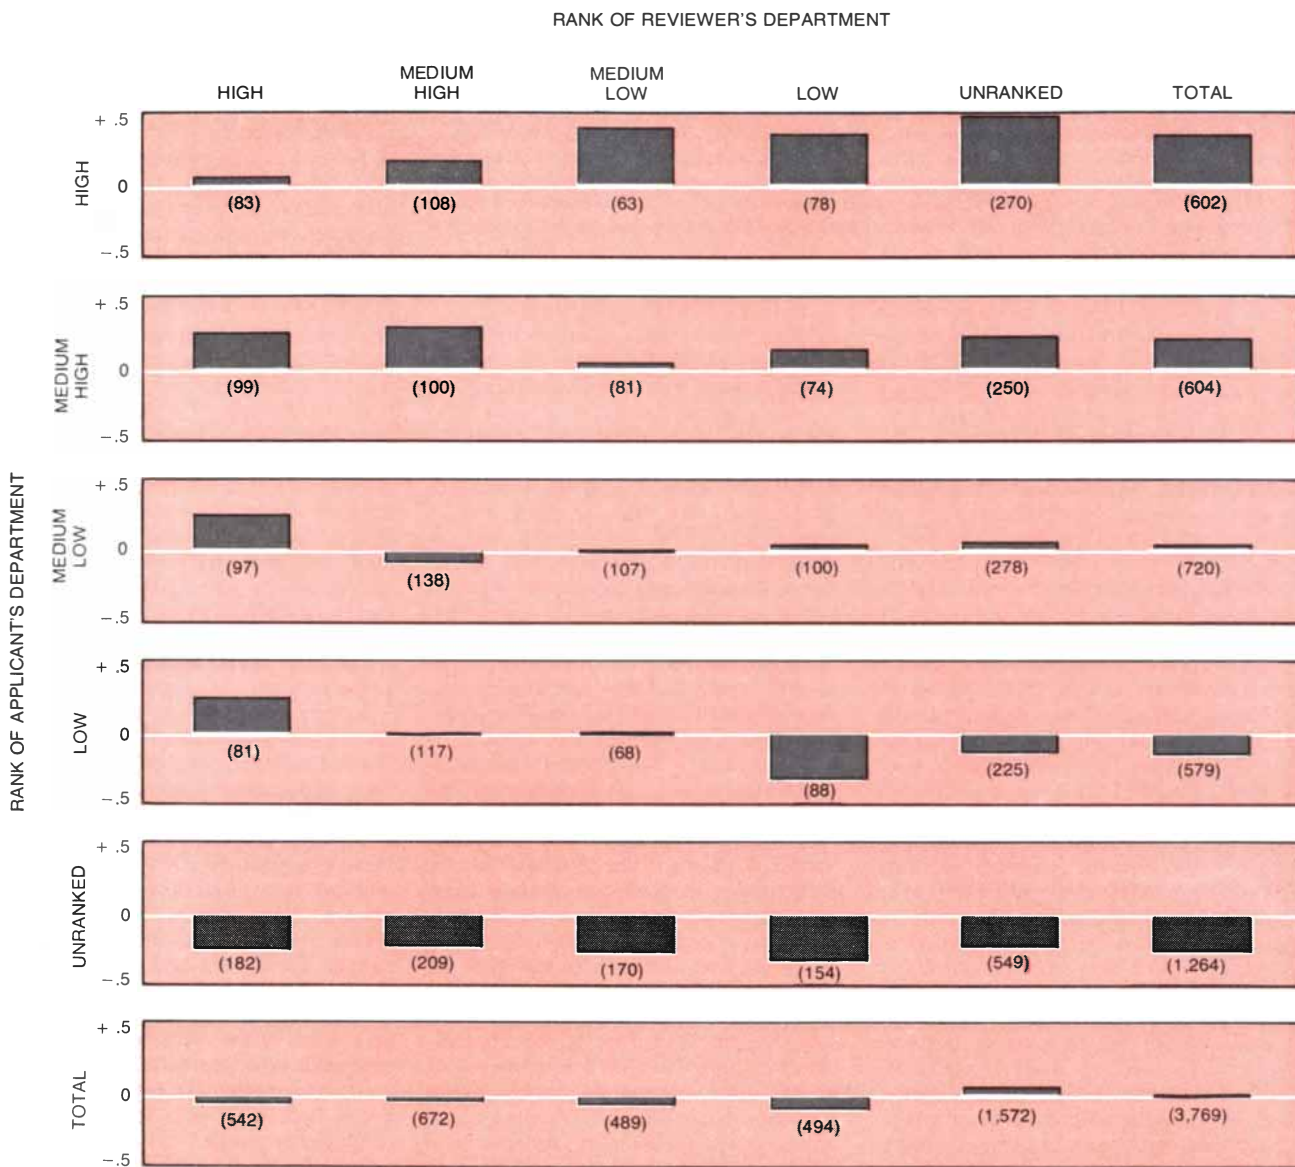 RANK OF REVIEWER'S DEPARTMENT
HIGH MEDIUM HIGH MEDIUM LOW LOW UNRANKED TOTAL
RANK OF APPLICANT'S DEPARTMENT
HIGH
+ .5
0
(83) (108) (63) (78) (270) (602)
− .5
MEDIUM
HIGH
+ .5
0
(99) (100) (81) (74) (250) (604)
− .5
MEDIUM
LOW
+ .5
0
(97) (138) (107) (100) (278) (720)
− .5
LOW
+ .5
0
(81) (117) (68) (88) (225) (579)
− .5
UNRANKED
+ .5
0
(182) (209) (170) (154) (549) (1,264)
− .5
TOTAL
+ .5
0
(542) (672) (489) (494) (1,572) (3,769)
− .5